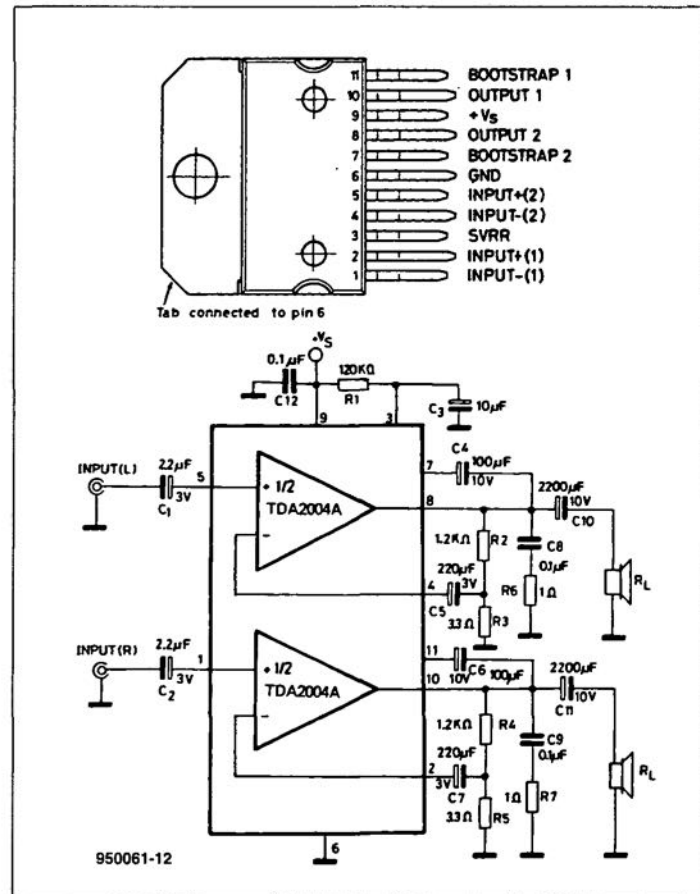 11 BOOTSTRAP 1
10 OUTPUT 1
9 +Vs
8 OUTPUT 2
7 BOOTSTRAP 2
6 GND
5 INPUT+(2)
4 INPUT-(2)
3 SVRR
2 INPUT+(1)
1 INPUT-(1)
Tab connected to pin 6
+VS
0.1µF
C12
120KΩ
R1
C3
10µF
9
3
INPUT(L)
2.2µF
3V
C1
5
+ 1/2
TDA2004A
-
7
C4
100µF
10V
8
2200µF
10V
C10
1.2KΩ
R2
C8
0.1µF
220µF
3V
4
C5
R6
1Ω
3.3Ω
R3
RL
INPUT(R)
2.2µF
3V
C2
1
+ 1/2
TDA2004A
-
11
C6
10V
100µF
10
2200µF
10V
C11
1.2KΩ
R4
C9
0.1µF
220µF
2
3V
C7
1Ω
R7
3.3Ω
R5
RL
6
950061-12